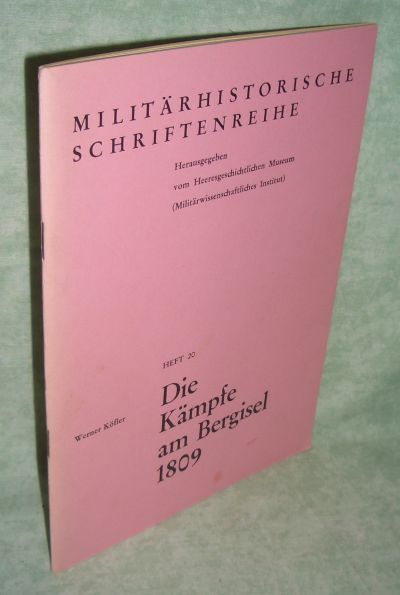 MILITÄRHISTORISCHE
SCHRIFTENREIHE
Herausgegeben
vom Heeresgeschichtlichen Museum
(Militärwissenschaftliches Institut)
HEFT 20
Werner Köfler
Die
Kämpfe
am Bergisel
1809